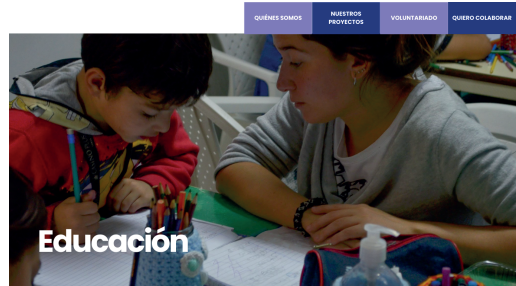 QUIÉNES SOMOS
NUESTROS
PROYECTOS
VOLUNTARIADO
QUIERO COLABORAR
Educación